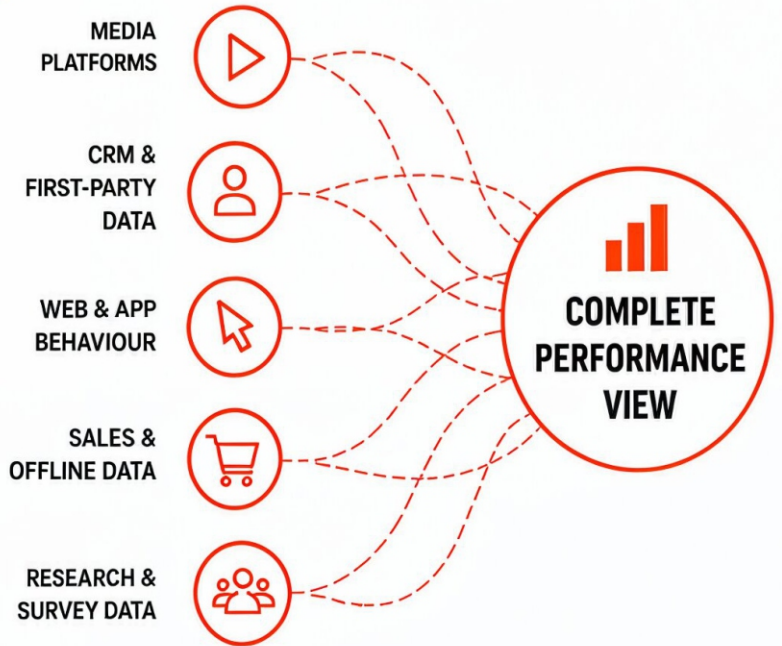 MEDIA
PLATFORMS
CRM &
FIRST-PARTY
DATA
WEB & APP
BEHAVIOUR
SALES &
OFFLINE DATA
RESEARCH &
SURVEY DATA
COMPLETE
PERFORMANCE
VIEW